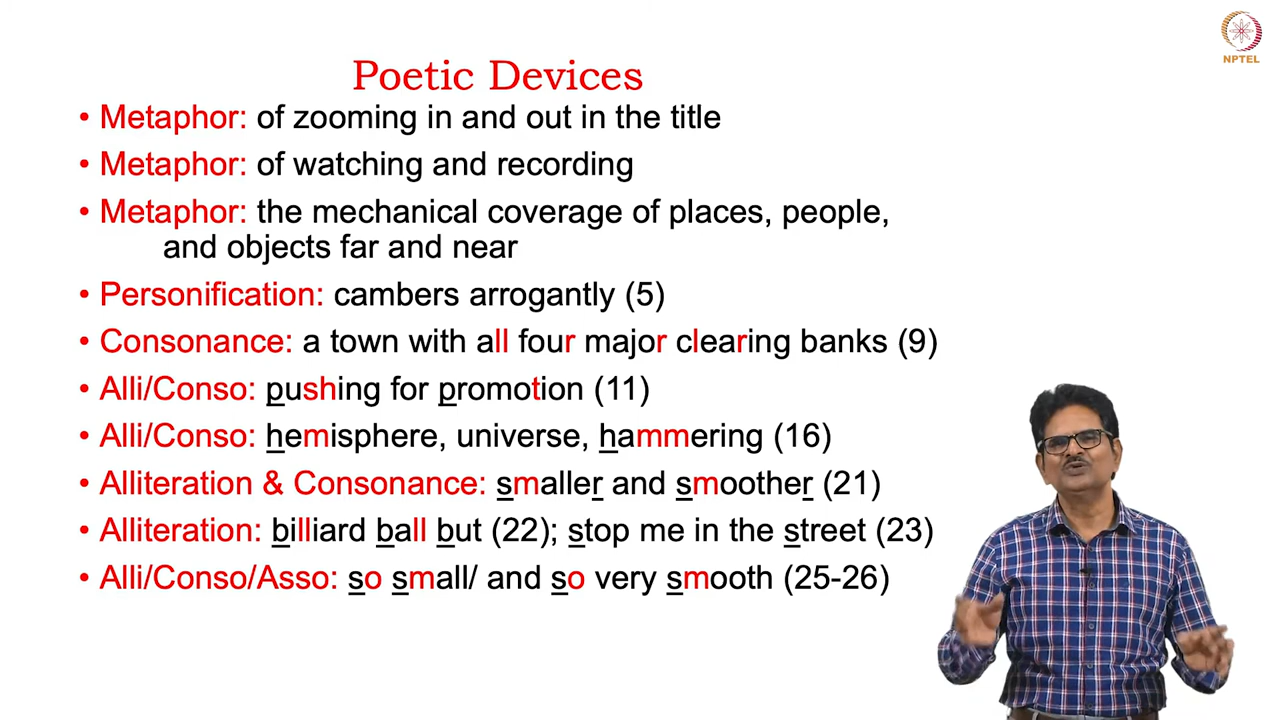 NPTEL
Poetic Devices
• Metaphor: of zooming in and out in the title
• Metaphor: of watching and recording
• Metaphor: the mechanical coverage of places, people,
and objects far and near
• Personification: cambers arrogantly (5)
• Consonance: a town with all four major clearing banks (9)
• Alli/Conso: pushing for promotion (11)
• Alli/Conso: hemisphere, universe, hammering (16)
• Alliteration & Consonance: smaller and smoother (21)
• Alliteration: billiard ball but (22); stop me in the street (23)
• Alli/Conso/Asso: so small/ and so very smooth (25-26)